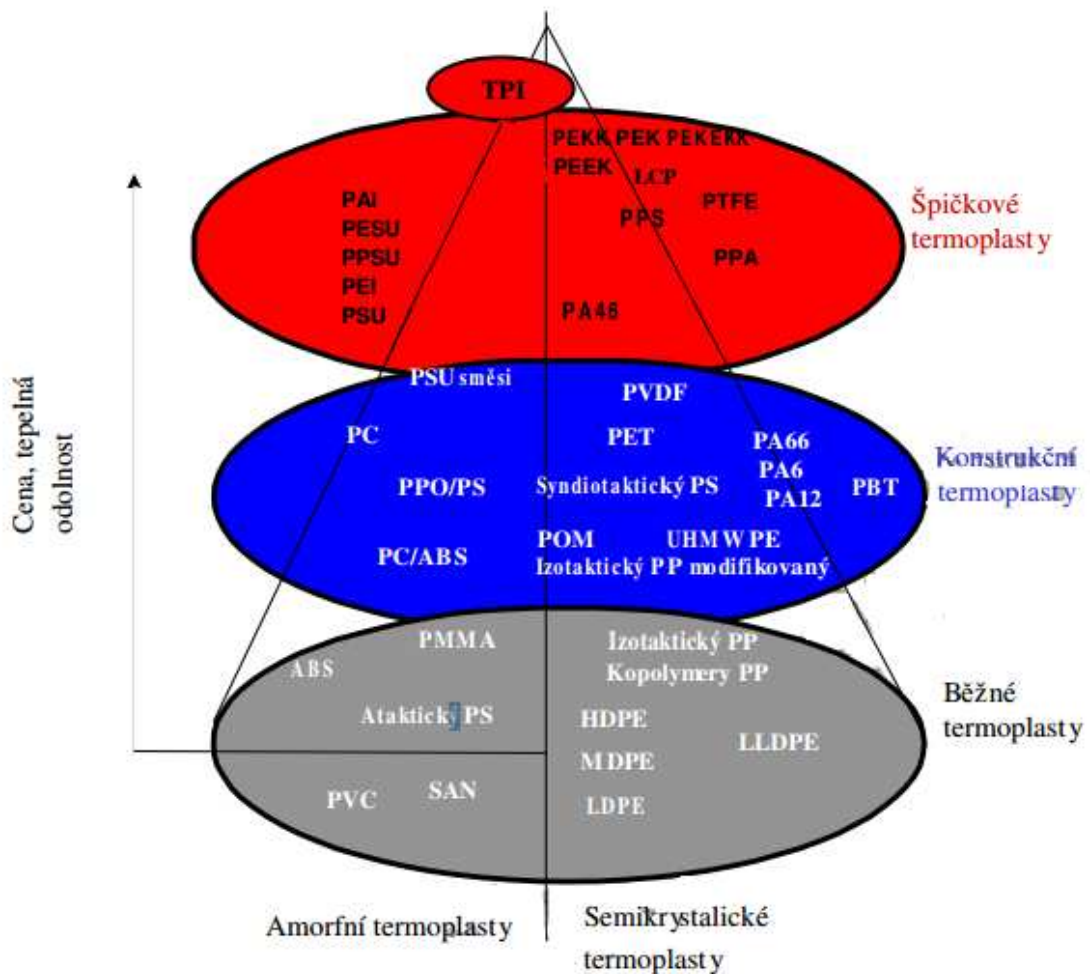 TPI
PEKK PEK PEKEKK
PEEK
LCP
PAI
PTFE
PESU
PPS
PPSU
PPA
PEI
PSU
PA46
Špičkové
termoplasty
Cena, tepelná
odolnost
PSU směsi
PVDF
PC
PET
PA66
PA6
PPO/PS
Syndiotaktický PS
PA12
PBT
POM
UHMW PE
PC/ABS
Izotaktický PP modifikovaný
Konstrukční
termoplasty
PMMA
Izotaktický PP
ABS
Kopolymery PP
Ataktický PS
HDPE
LLDPE
MDPE
SAN
PVC
LDPE
Běžné
termoplasty
Amorfní termoplasty
Semikrystalické
termoplasty